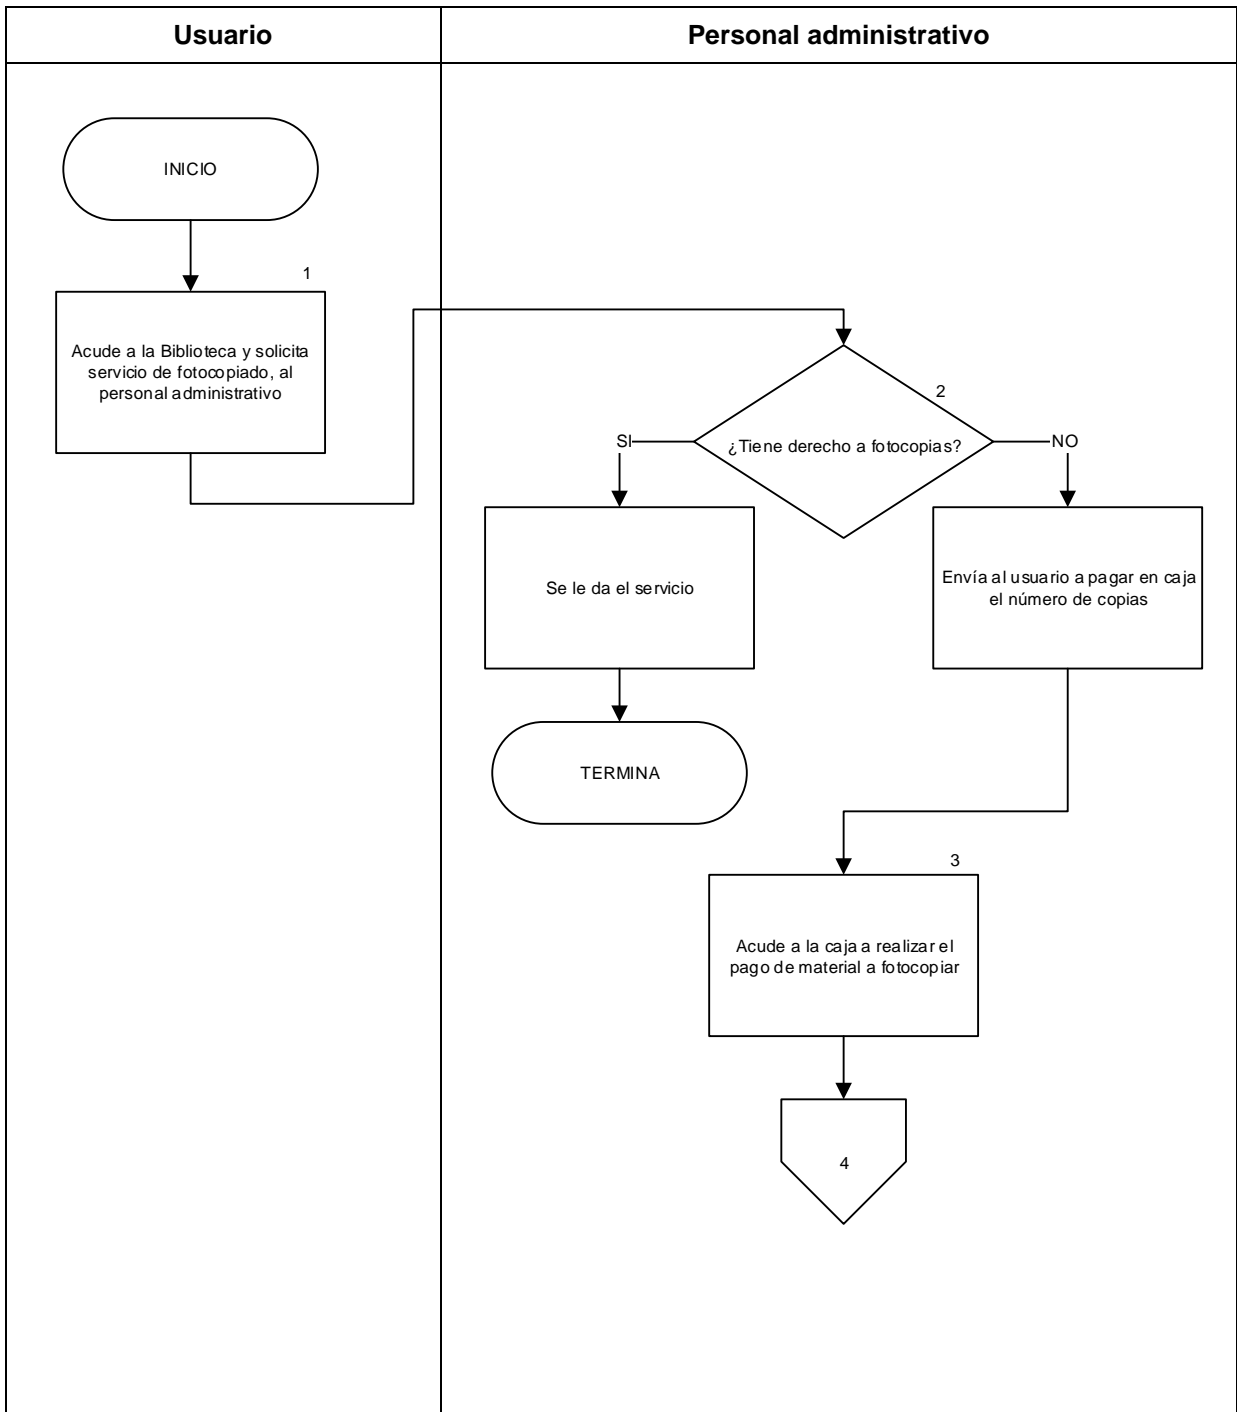 Usuario
Personal administrativo
INICIO
1
Acude a la Biblioteca y solicita
servicio de fotocopiado, al
personal administrativo
2
¿Tiene derecho a fotocopias?
SI
NO
Se le da el servicio
Envía al usuario a pagar en caja
el número de copias
TERMINA
3
Acude a la caja a realizar el
pago de material a fotocopiar
4